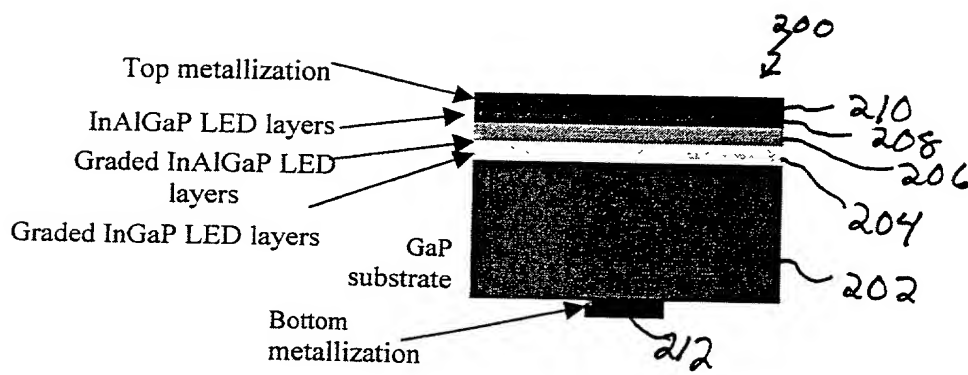 200
Top metallization
210
InAlGaP LED layers
208
Graded InAlGaP LED
layers
206
204
Graded InGaP LED layers
GaP
substrate
202
Bottom
metallization
212